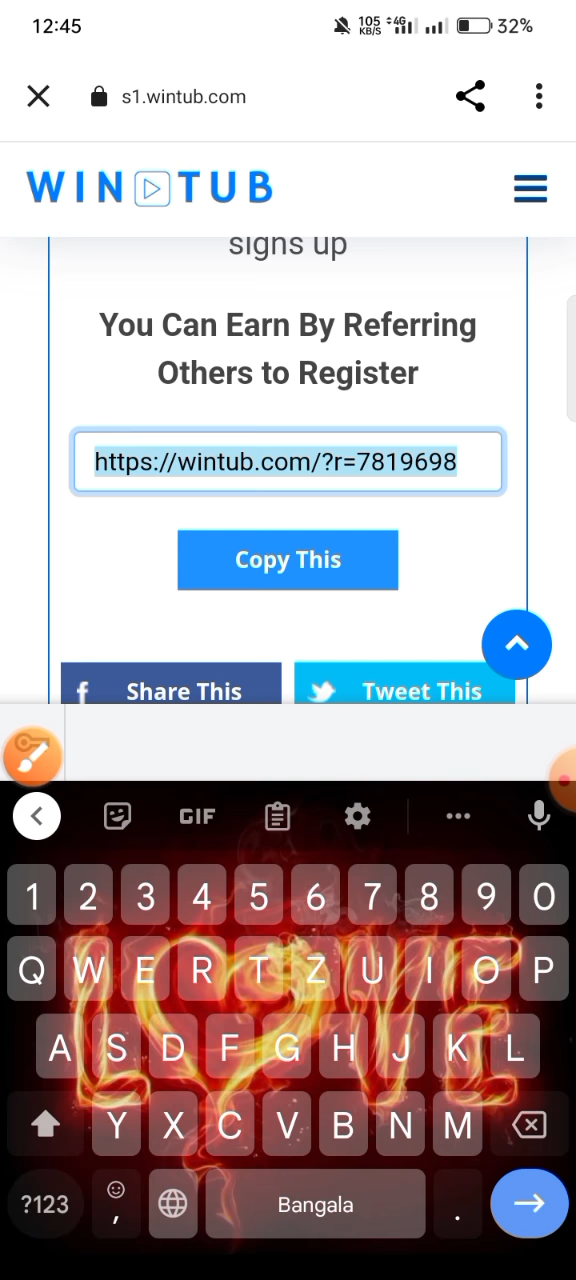 12:45
105 KB/S 4G 32%
s1.wintub.com
WIN TUB
signs up
You Can Earn By Referring
Others to Register
https://wintub.com/?r=7819698
Copy This
f Share This Tweet This
GIF
1 2 3 4 5 6 7 8 9 0
Q W E R T Z U I O P
A S D F G H J K L
Y X C V B N M
?123 , Bangala .
LOVE